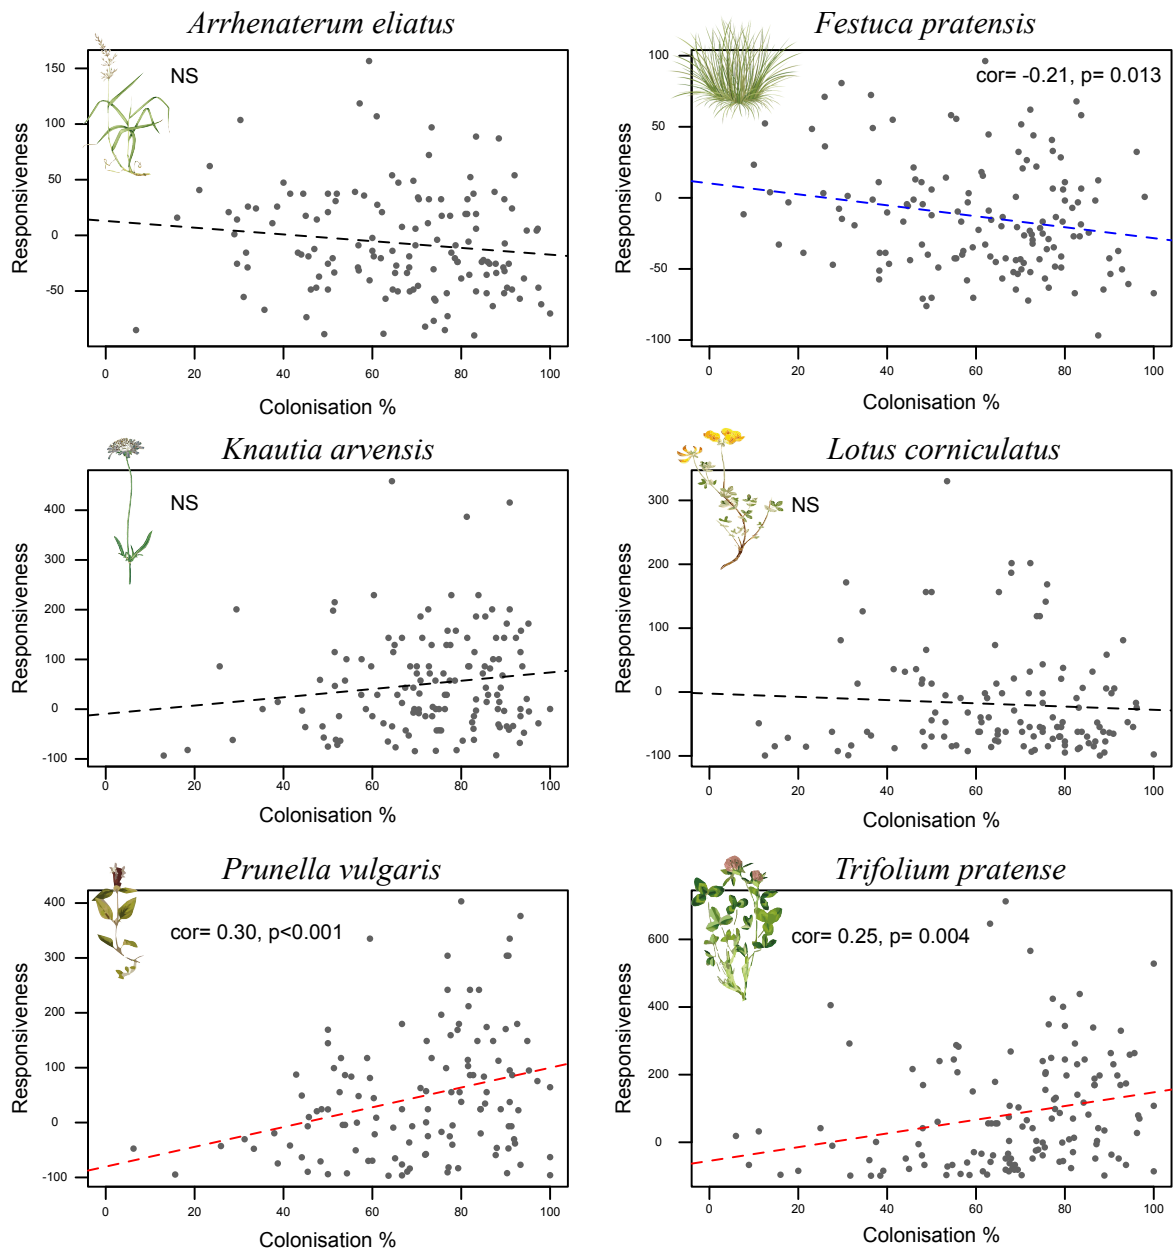 Arrhenaterum eliatus
NS
Responsiveness
150
100
50
0
-50
0 20 40 60 80 100
Colonisation %
Festuca pratensis
cor= -0.21, p= 0.013
Responsiveness
100
50
0
-50
-100
0 20 40 60 80 100
Colonisation %
Knautia arvensis
NS
Responsiveness
400
300
200
100
0
-100
0 20 40 60 80 100
Colonisation %
Lotus corniculatus
NS
Responsiveness
300
200
100
0
-100
0 20 40 60 80 100
Colonisation %
Prunella vulgaris
cor= 0.30, p<0.001
Responsiveness
400
300
200
100
0
-100
0 20 40 60 80 100
Colonisation %
Trifolium pratense
cor= 0.25, p= 0.004
Responsiveness
600
400
200
0
0 20 40 60 80 100
Colonisation %